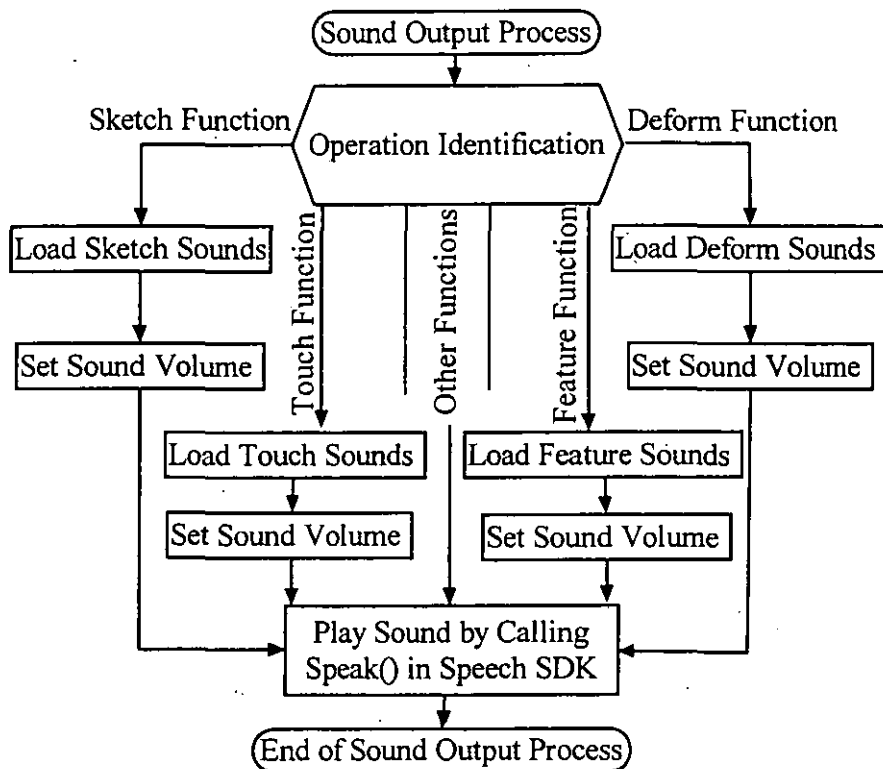 Sound Output Process
Sketch Function
Operation Identification
Deform Function
Load Sketch Sounds
Touch Function
Other Functions
Feature Function
Load Deform Sounds
Set Sound Volume
Set Sound Volume
Load Touch Sounds
Load Feature Sounds
Set Sound Volume
Set Sound Volume
Play Sound by Calling
Speak() in Speech SDK
End of Sound Output Process